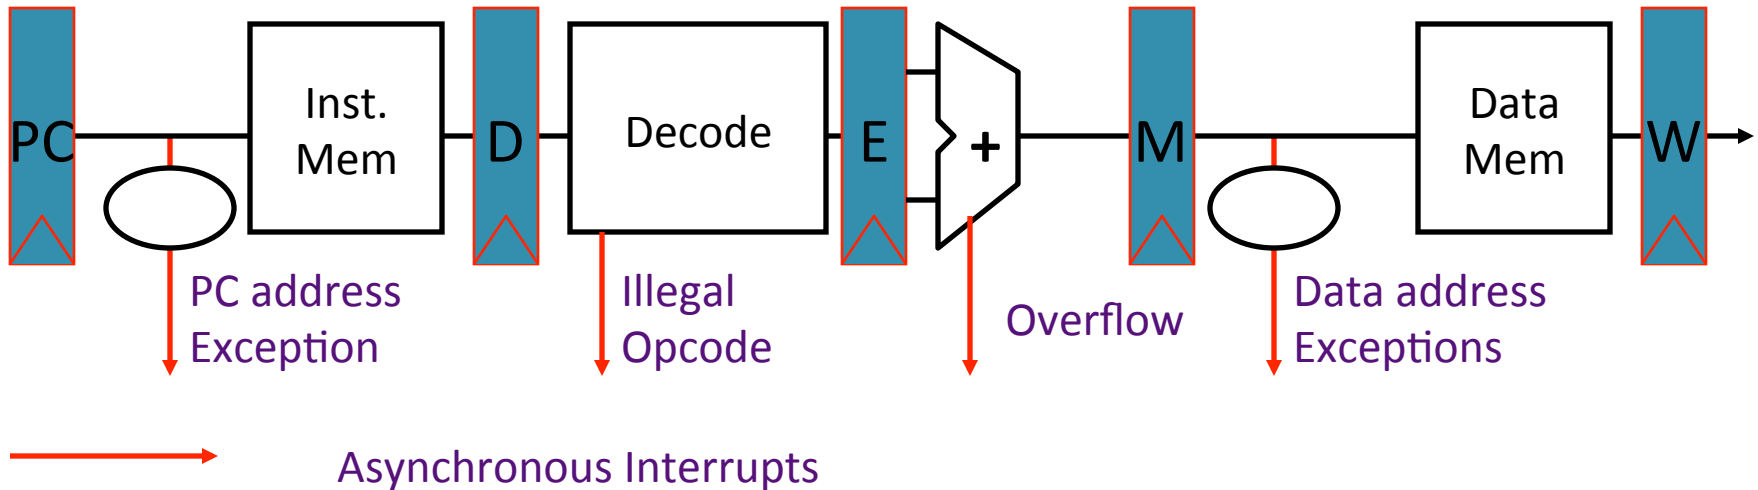 PC
Inst.
Mem
D
Decode
E
+
M
Data
Mem
W
PC address
Exception
Illegal
Opcode
Overflow
Data address
Exceptions
Asynchronous Interrupts